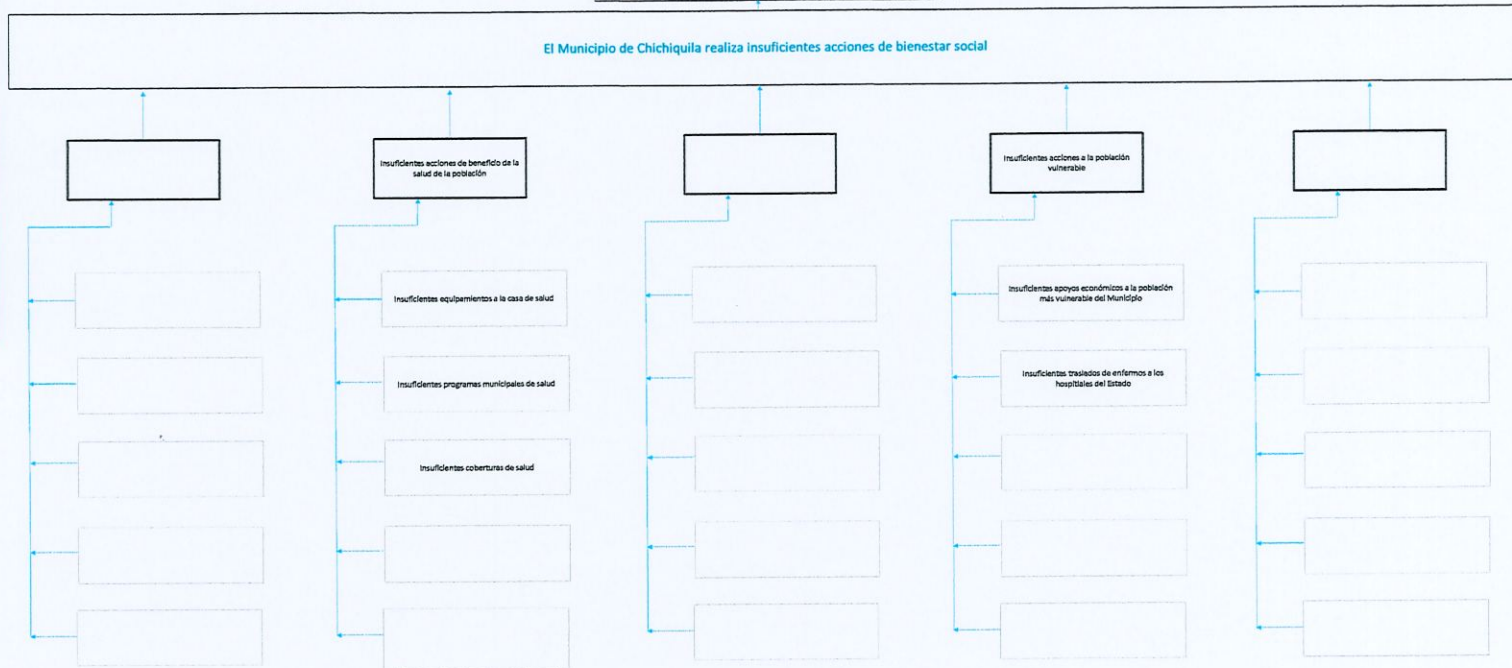 El Municipio de Chichiquila realiza insuficientes acciones de bienestar social
Insuficientes acciones de beneficio de la
salud de la población
Insuficientes acciones a la población
vulnerable
Insuficientes equipamientos a la casa de salud
Insuficientes apoyos económicos a la población
más vulnerable del Municipio
Insuficientes programas municipales de salud
Insuficientes traslados de enfermos a los
hospitiales del Estado
Insuficientes coberturas de salud